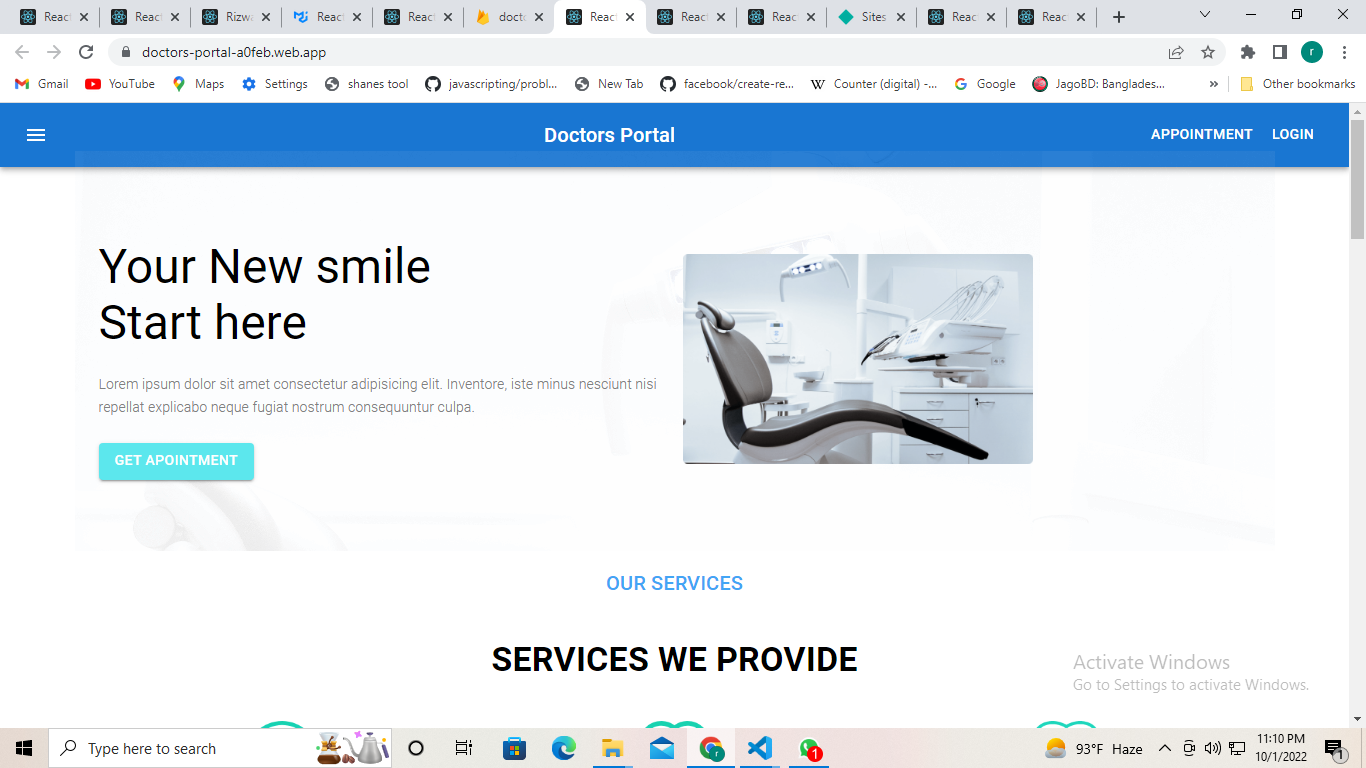 React
React
Rizwa
React
React
docto
React
React
React
Sites
React
React
doctors-portal-a0feb.web.app
r
Gmail
YouTube
Maps
Settings
shanes tool
javascripting/probl...
New Tab
facebook/create-re...
W Counter (digital) -...
G Google
JagoBD: Banglades...
»
Other bookmarks
Doctors Portal
APPOINTMENT
LOGIN
Your New smile
Start here
Lorem ipsum dolor sit amet consectetur adipisicing elit. Inventore, iste minus nesciunt nisi
repellat explicabo neque fugiat nostrum consequuntur culpa.
GET APOINTMENT
OUR SERVICES
SERVICES WE PROVIDE
Activate Windows
Go to Settings to activate Windows.
Type here to search
r
1
93°F Haze
11:10 PM
10/1/2022
1